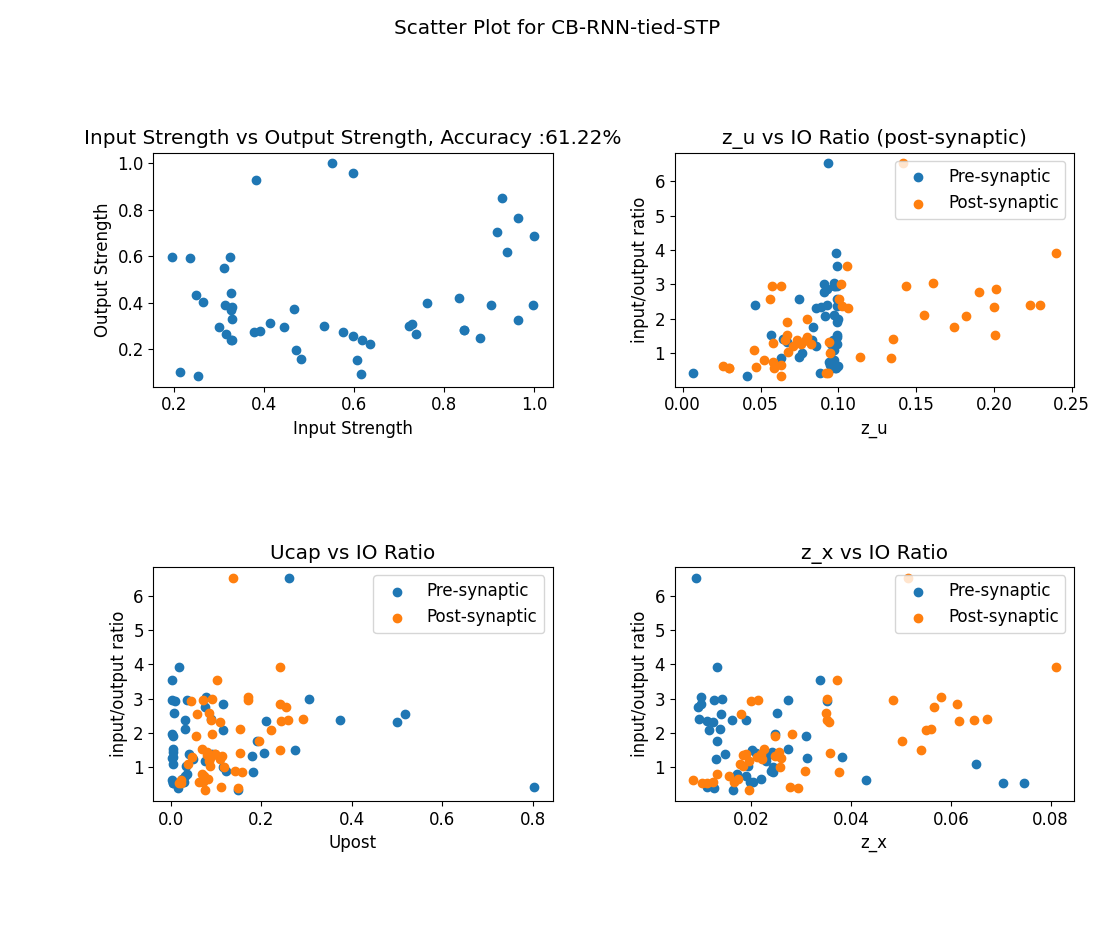 Scatter Plot for CB-RNN-tied-STP
Input Strength vs Output Strength, Accuracy :61.22%
1.0
0.8
0.6
0.4
0.2
Output Strength
0.2 0.4 0.6 0.8 1.0
Input Strength
z_u vs IO Ratio (post-synaptic)
Pre-synaptic
Post-synaptic
6
5
4
3
2
1
input/output ratio
0.00 0.05 0.10 0.15 0.20 0.25
z_u
Ucap vs IO Ratio
Pre-synaptic
Post-synaptic
6
5
4
3
2
1
input/output ratio
0.0 0.2 0.4 0.6 0.8
Upost
z_x vs IO Ratio
Pre-synaptic
Post-synaptic
6
5
4
3
2
1
input/output ratio
0.02 0.04 0.06 0.08
z_x